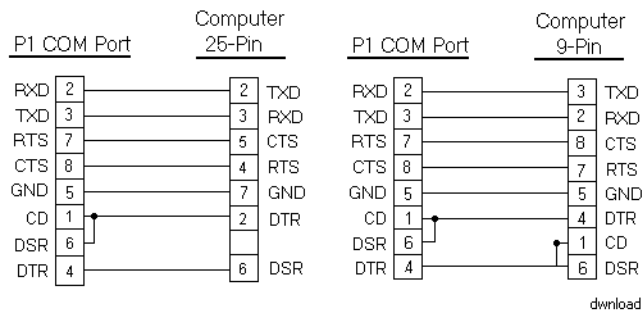 Computer
25-Pin
P1 COM Port
RXD 2 2 TXD
TXD 3 3 RXD
RTS 7 5 CTS
CTS 8 4 RTS
GND 5 7 GND
CD 1 2 DTR
DSR 6
DTR 4 6 DSR
Computer
9-Pin
P1 COM Port
RXD 2 3 TXD
TXD 3 2 RXD
RTS 7 8 CTS
CTS 8 7 RTS
GND 5 5 GND
CD 1 4 DTR
DSR 6 1 CD
DTR 4 6 DSR
dwnload